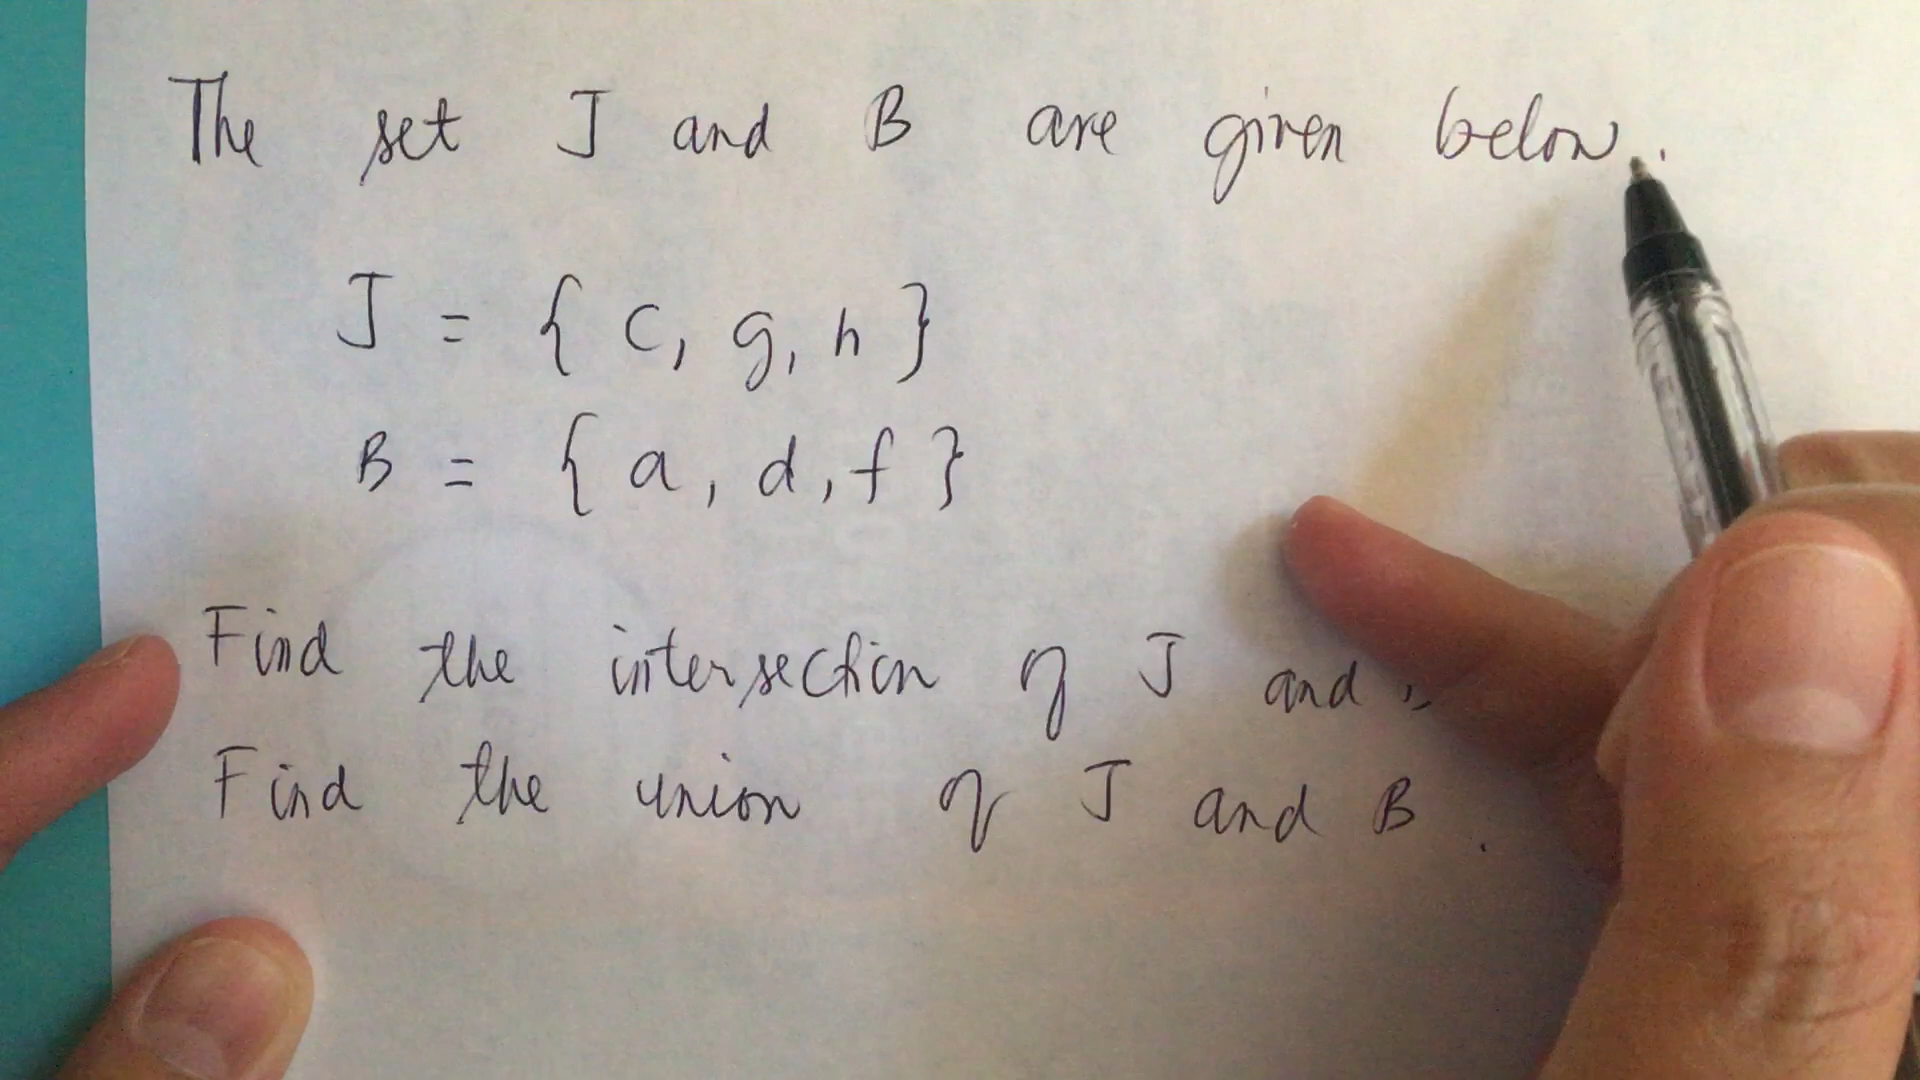 The set J and B are given below.
J = { c, g, h }
B = { a, d, f }
Find the intersection of J and
Find the union of J and B.